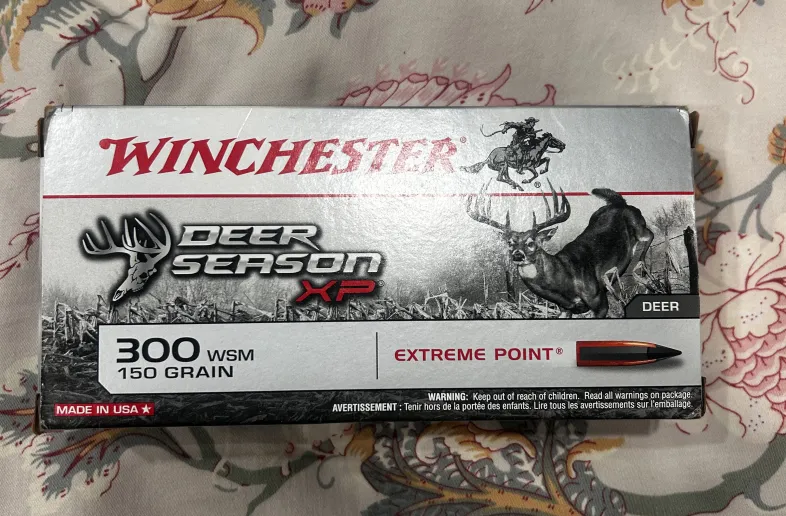 WINCHESTER®
®
DEER
SEASON
XP®
DEER
300 WSM
150 GRAIN
EXTREME POINT®
MADE IN USA★
WARNING: Keep out of reach of children. Read all warnings on package.
AVERTISSEMENT : Tenir hors de la portée des enfants. Lire tous les avertissements sur l'emballage.